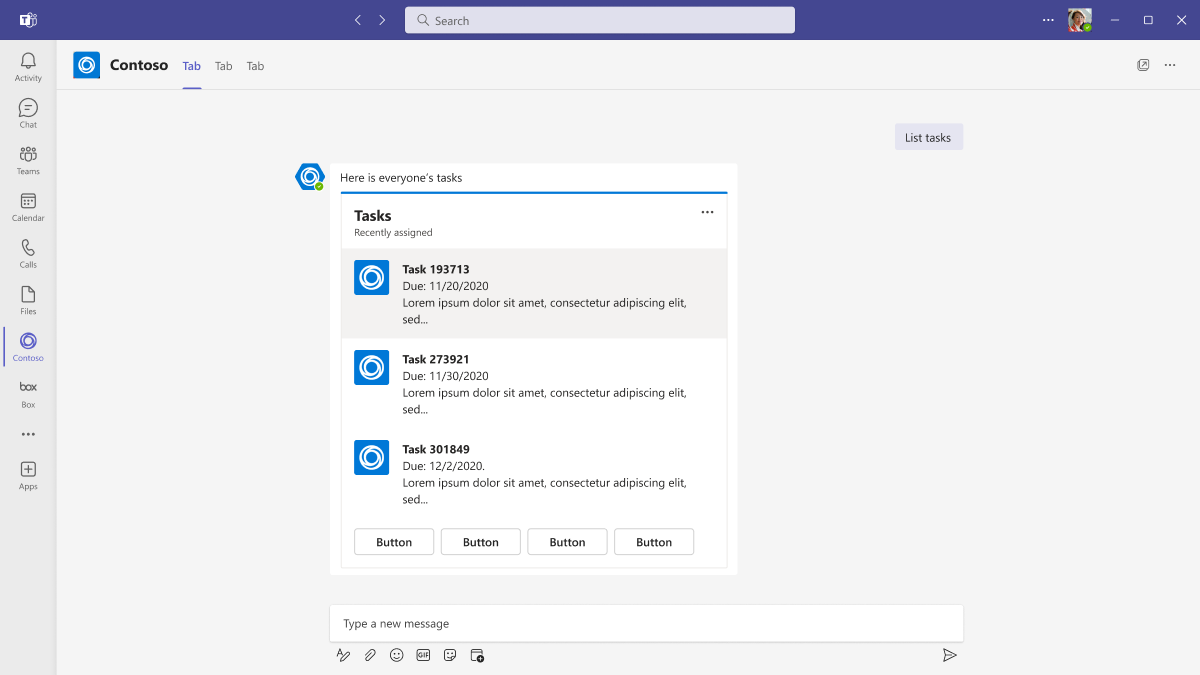 Search
Activity
Chat
Teams
Calendar
Calls
Files
Contoso
box
Box
Apps
Contoso
Tab
Tab
Tab
List tasks
Here is everyone's tasks
Tasks
Recently assigned
Task 193713
Due: 11/20/2020
Lorem ipsum dolor sit amet, consectetur adipiscing elit,
sed...
Task 273921
Due: 11/30/2020
Lorem ipsum dolor sit amet, consectetur adipiscing elit,
sed...
Task 301849
Due: 12/2/2020.
Lorem ipsum dolor sit amet, consectetur adipiscing elit,
sed...
Button
Button
Button
Button
Type a new message
GIF